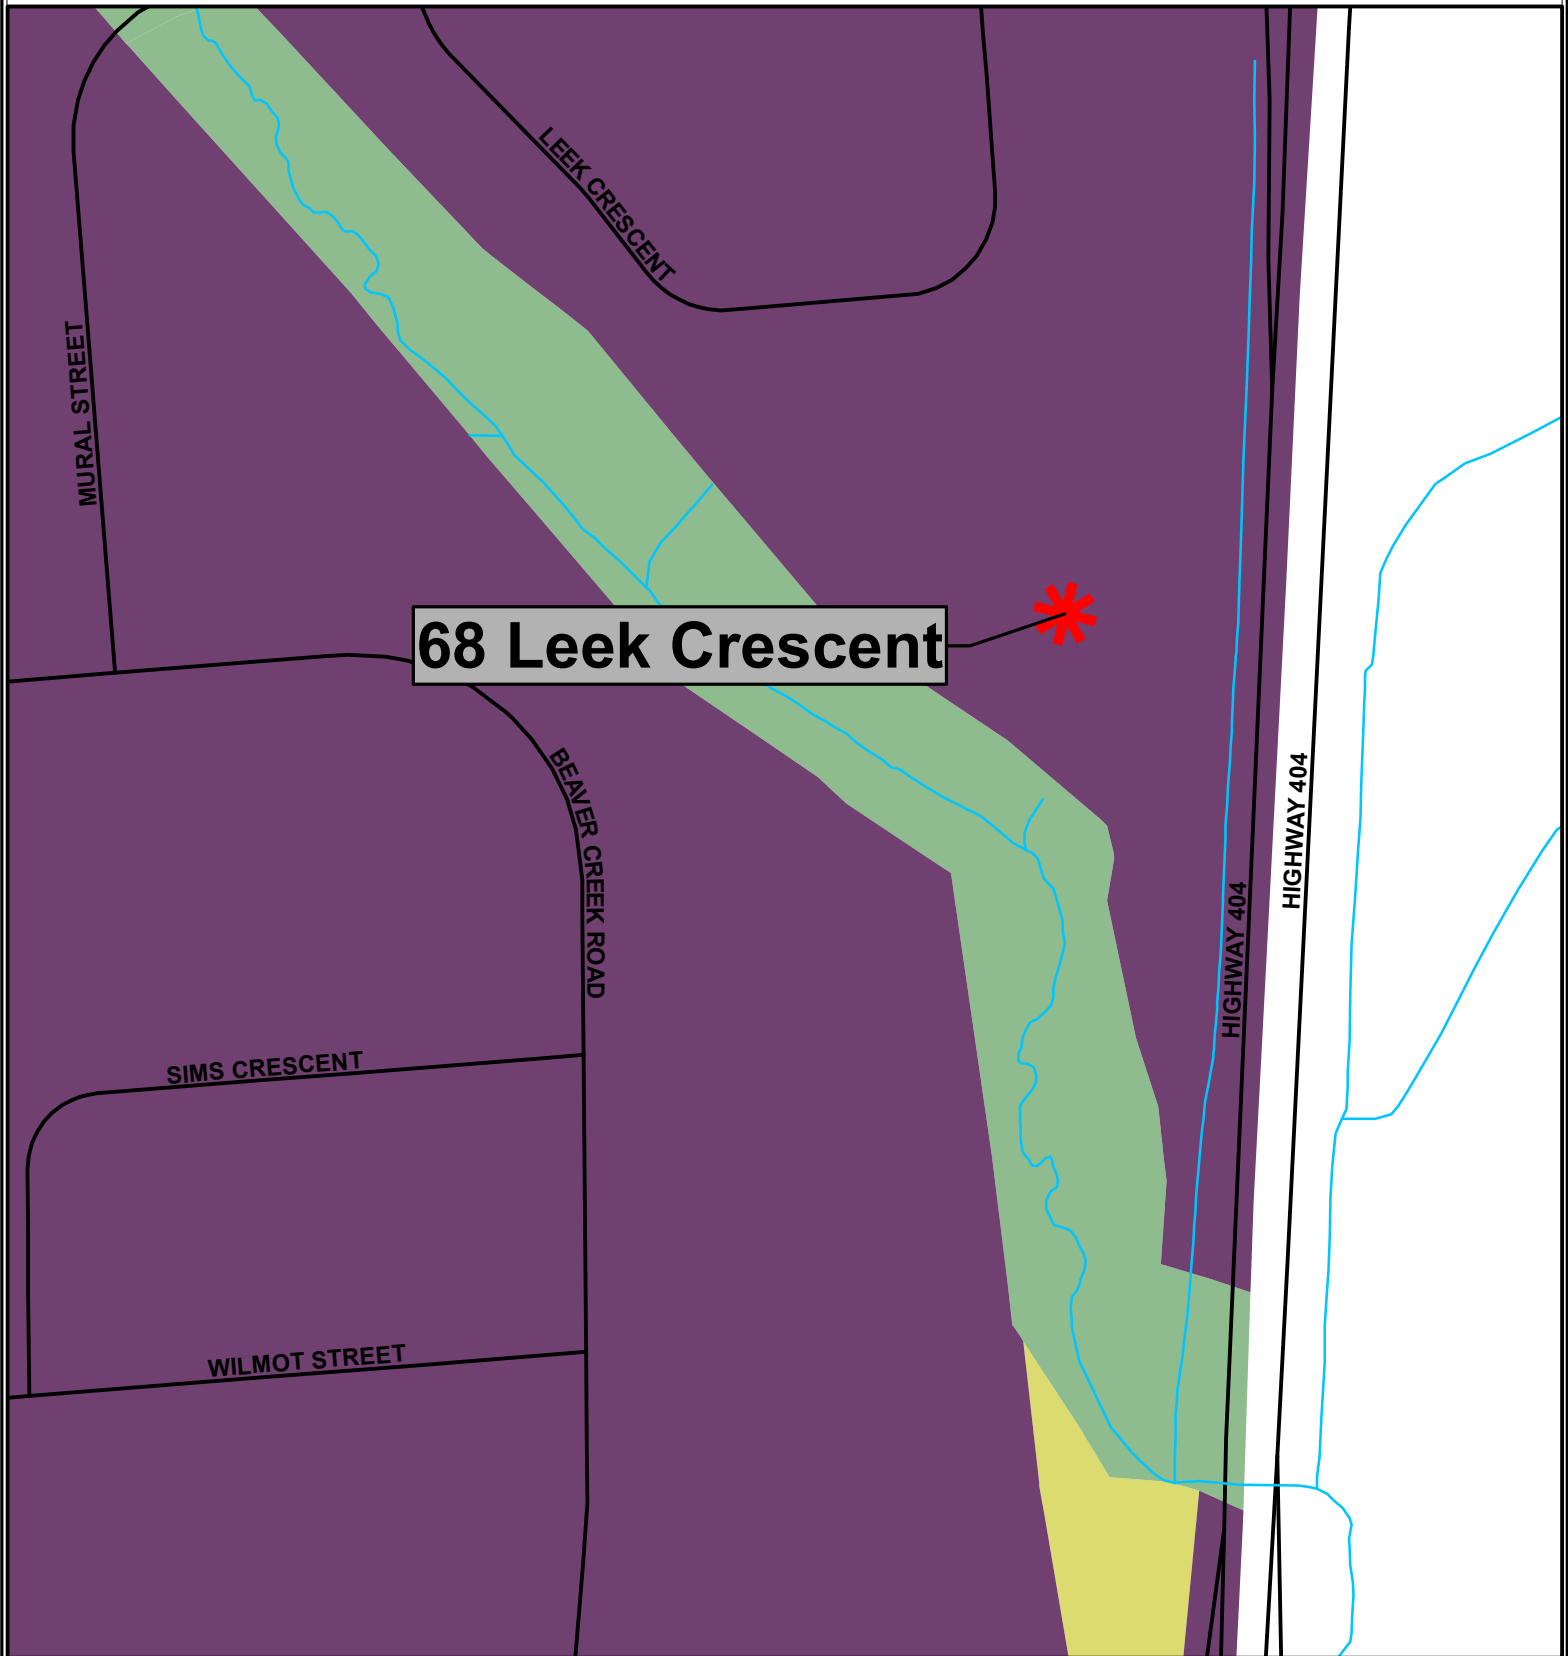 LEEK CRESCENT
MURAL STREET
68 Leek Crescent
BEAVER CREEK ROAD
HIGHWAY 404
HIGHWAY 404
SIMS CRESCENT
WILMOT STREET